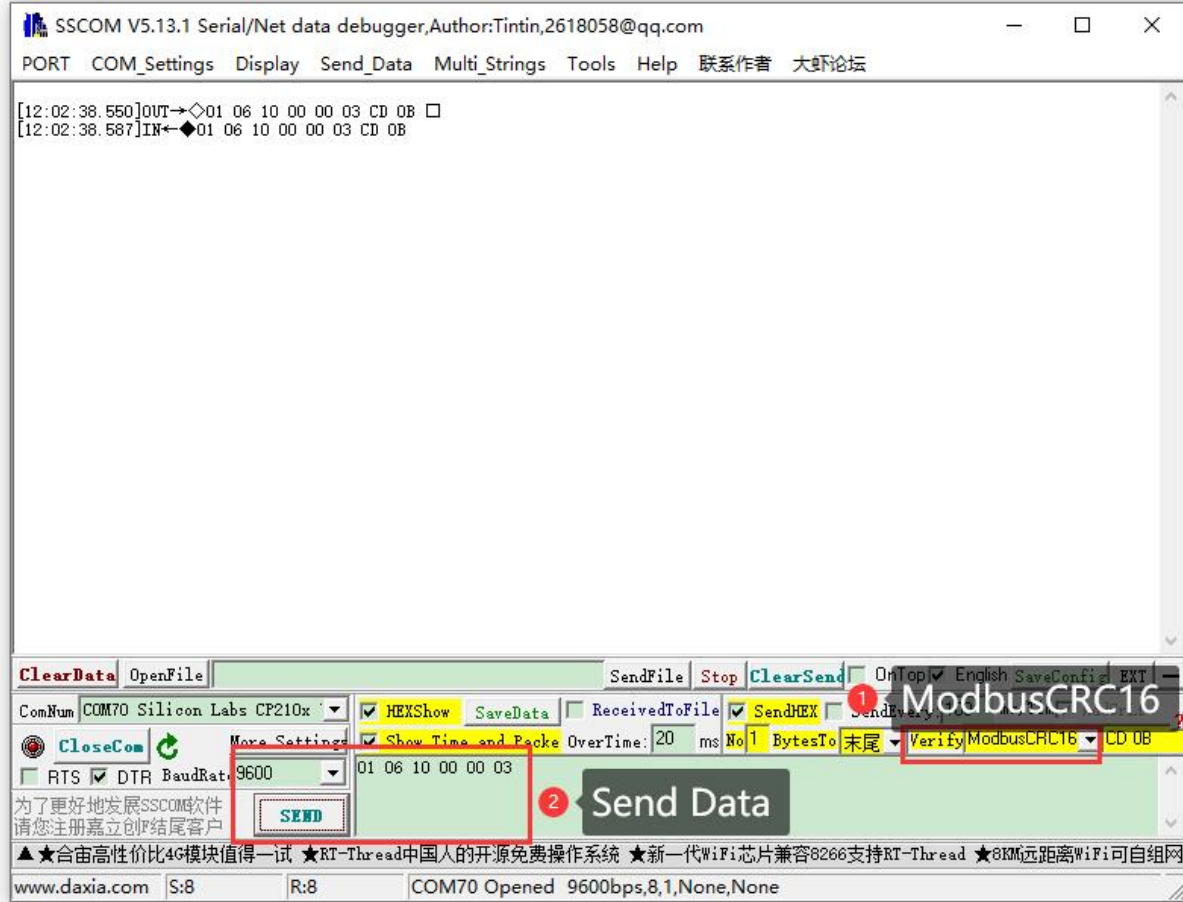 SSCOM V5.13.1 Serial/Net data debugger,Author:Tintin,2618058@qq.com
PORT COM_Settings Display Send_Data Multi_Strings Tools Help 联系作者 大虾论坛
[12:02:38.550]OUT→◇01 06 10 00 00 03 CD 0B □
[12:02:38.587]IN←◆01 06 10 00 00 03 CD 0B
ClearData OpenFile SendFile Stop ClearSend OnTop English SaveConfig EXT
1 ModbusCRC16
ComNum COM70 Silicon Labs CP210x HEXShow SaveData ReceivedToFile SendHEX
CloseCom More Settings Show Time and Packe OverTime: 20 ms No 1 BytesTo 末尾 Verify ModbusCRC16 CD 0B
RTS DTR BaudRat 9600 01 06 10 00 00 03
2 Send Data
为了更好地发展SSCOM软件
请您注册嘉立创F结尾客户
SEND
▲★合宙高性价比4G模块值得一试 ★RT-Thread中国人的开源免费操作系统 ★新一代WiFi芯片兼容8266支持RT-Thread ★8KM远距离WiFi可自组网
www.daxia.com S:8 R:8 COM70 Opened 9600bps,8,1,None,None